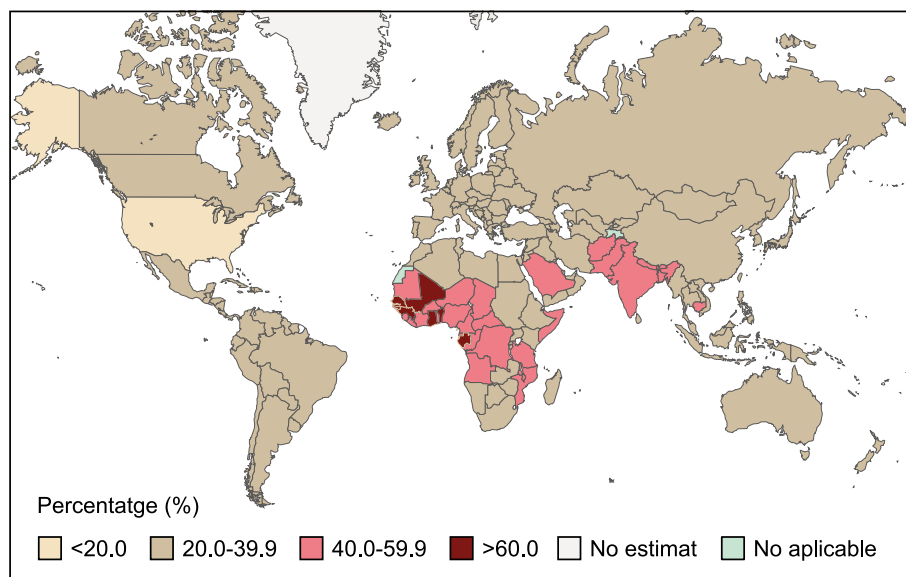 Percentatge (%)
<20.0 20.0-39.9 40.0-59.9 >60.0 No estimat No aplicable